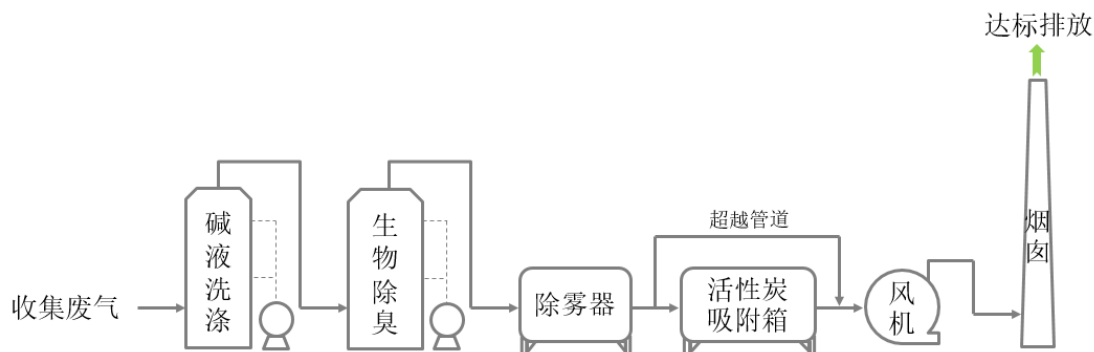 达标排放
收集废气
碱液洗涤
生物除臭
除雾器
超越管道
活性炭
吸附箱
风机
烟囱